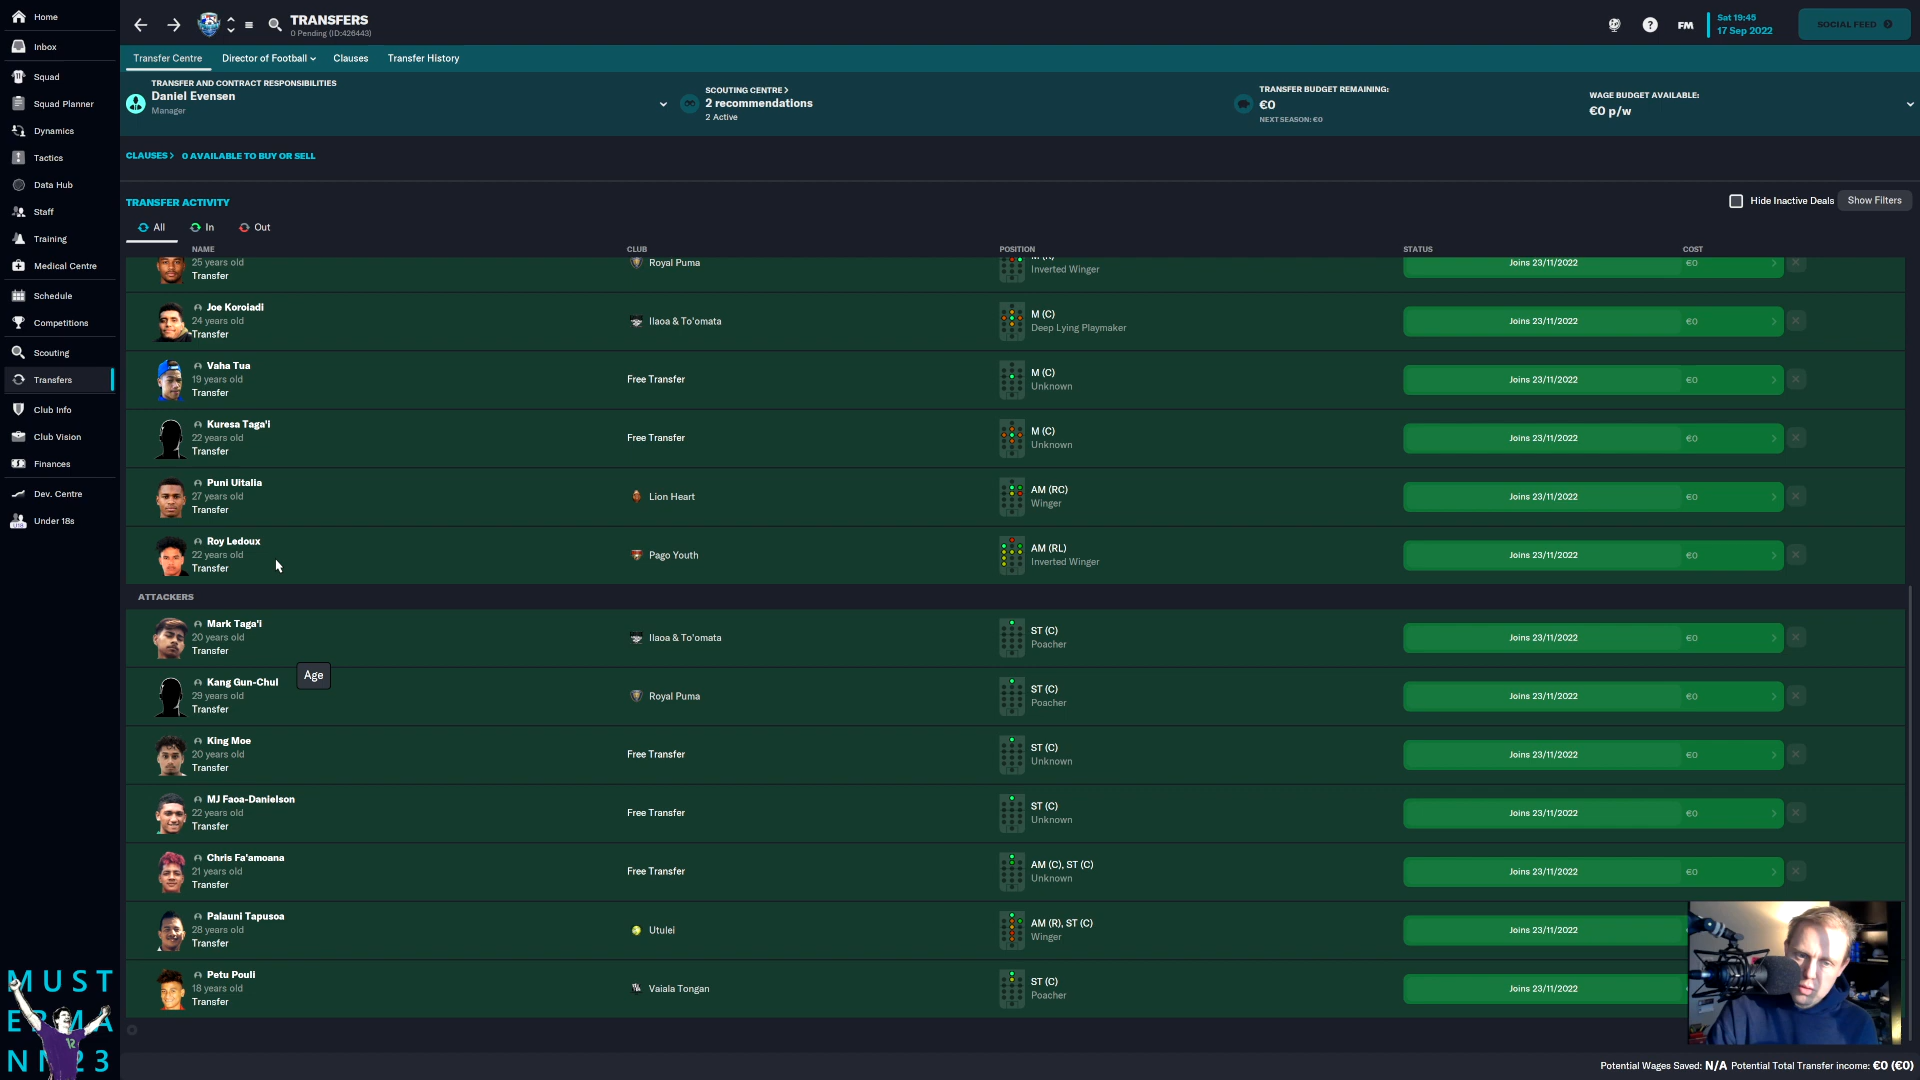 Home
Inbox
Squad
Squad Planner
Dynamics
Tactics
Data Hub
Staff
Training
Medical Centre
Schedule
Competitions
Scouting
Transfers
Club Info
Club Vision
Finances
Dev. Centre
Under 18s
MUST
ERMA
NN23
TRANSFERS
0 Pending (ID:426443)
FM
Sat 19:45
17 Sep 2022
SOCIAL FEED
Transfer Centre
Director of Football
Clauses
Transfer History
TRANSFER AND CONTRACT RESPONSIBILITIES
Daniel Evensen
Manager
SCOUTING CENTRE >
2 recommendations
2 Active
TRANSFER BUDGET REMAINING:
€0
NEXT SEASON: €0
WAGE BUDGET AVAILABLE:
€0 p/w
CLAUSES > 0 AVAILABLE TO BUY OR SELL
TRANSFER ACTIVITY
Hide Inactive Deals
Show Filters
All In Out
NAME CLUB POSITION STATUS COST
25 years old
Transfer
Royal Puma
Inverted Winger
Joins 23/11/2022 €0
Joe Koroiadi
24 years old
Transfer
Ilaoa & To'omata
M (C)
Deep Lying Playmaker
Joins 23/11/2022 €0
Vaha Tua
19 years old
Transfer
Free Transfer
M (C)
Unknown
Joins 23/11/2022 €0
Kuresa Taga'i
22 years old
Transfer
Free Transfer
M (C)
Unknown
Joins 23/11/2022 €0
Puni Uitalia
27 years old
Transfer
Lion Heart
AM (RC)
Winger
Joins 23/11/2022 €0
Roy Ledoux
22 years old
Transfer
Pago Youth
AM (RL)
Inverted Winger
Joins 23/11/2022 €0
ATTACKERS
Mark Taga'i
20 years old
Transfer
Ilaoa & To'omata
ST (C)
Poacher
Joins 23/11/2022 €0
Age
Kang Gun-Chul
29 years old
Transfer
Royal Puma
ST (C)
Poacher
Joins 23/11/2022 €0
King Moe
20 years old
Transfer
Free Transfer
ST (C)
Unknown
Joins 23/11/2022 €0
MJ Faoa-Danielson
22 years old
Transfer
Free Transfer
ST (C)
Unknown
Joins 23/11/2022 €0
Chris Fa'amoana
21 years old
Transfer
Free Transfer
AM (C), ST (C)
Unknown
Joins 23/11/2022 €0
Palauni Tapusoa
28 years old
Transfer
Utulei
AM (R), ST (C)
Winger
Joins 23/11/2022
Petu Pouli
18 years old
Transfer
Vaiala Tongan
ST (C)
Poacher
Joins 23/11/2022
Potential Wages Saved: N/A Potential Total Transfer income: €0 (€0)